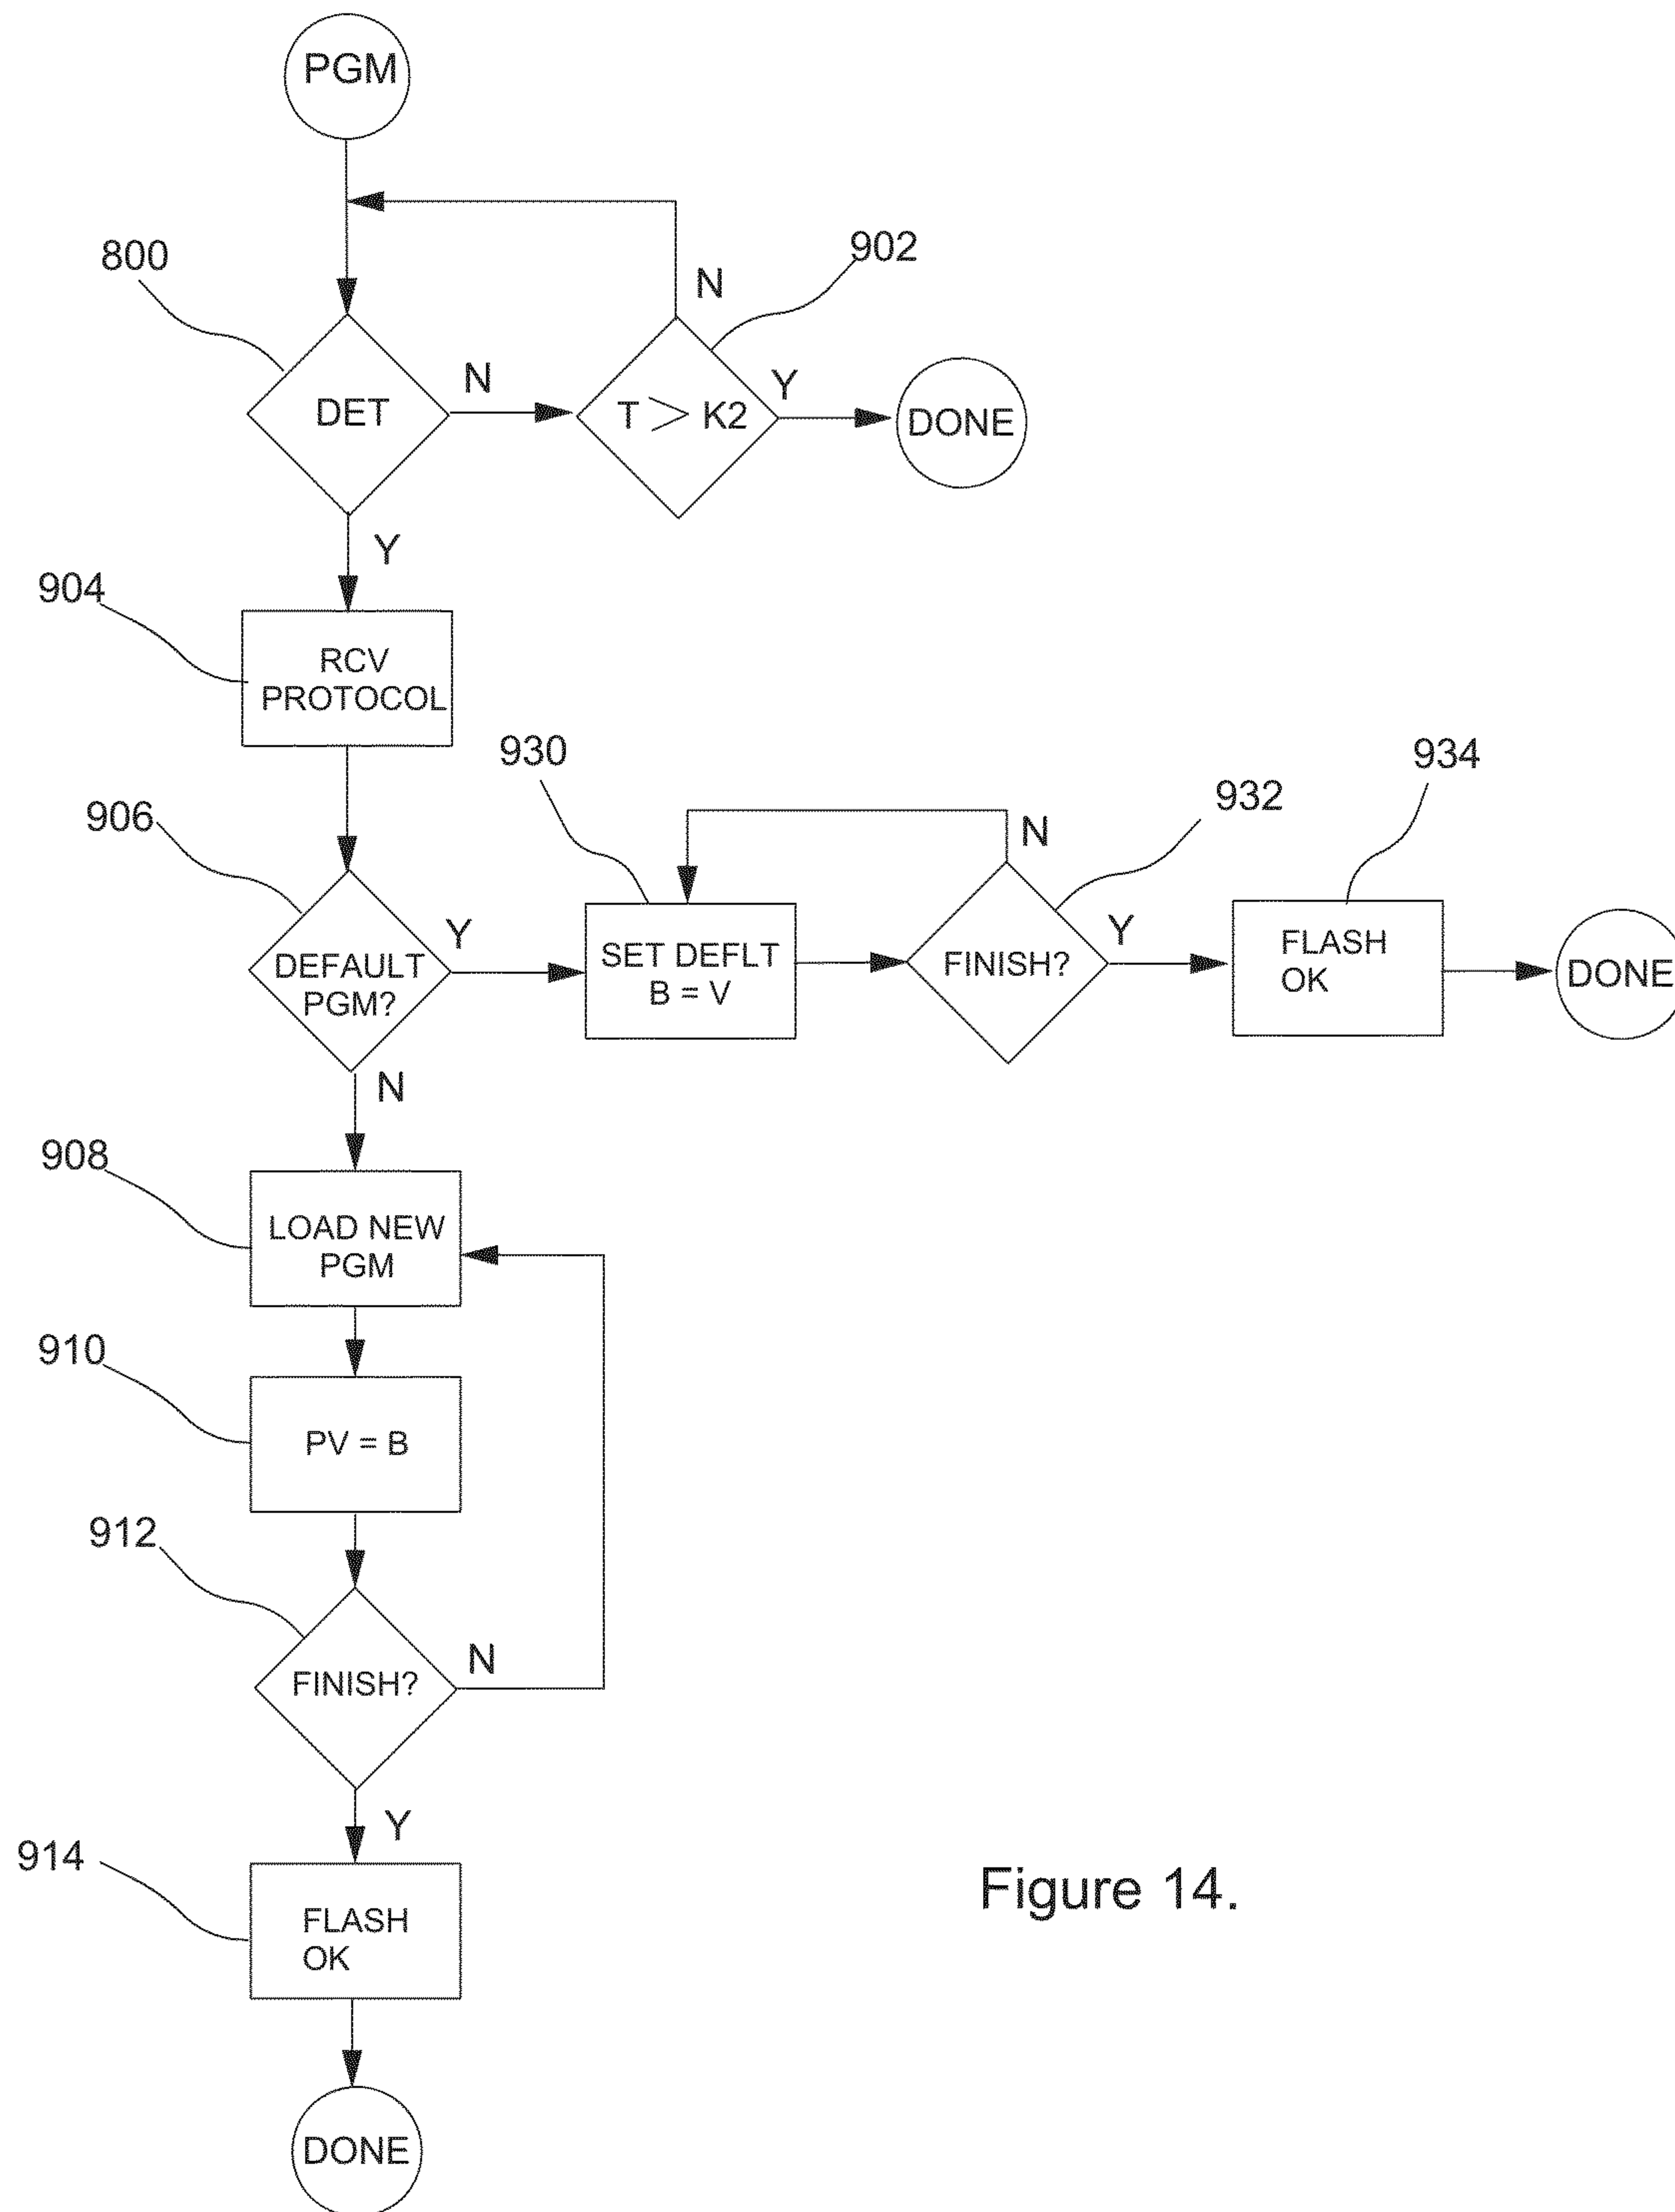 PGM
800
902
N
DET
N
T > K2
Y
DONE
Y
904
RCV
PROTOCOL
930
934
932
906
N
Y
Y
DEFAULT
PGM?
SET DEFLT
B = V
FINISH?
FLASH
OK
DONE
N
908
LOAD NEW
PGM
910
PV = B
912
FINISH?
N
Y
914
FLASH
OK
Figure 14.
DONE